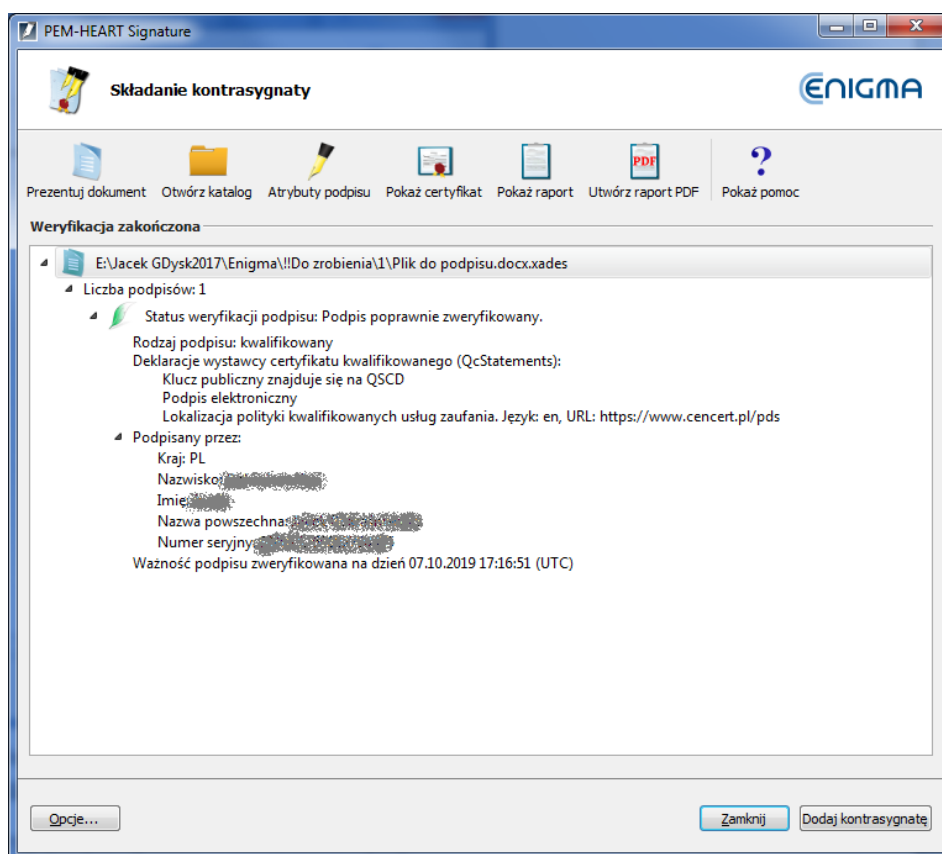 PEM-HEART Signature
Składanie kontrasygnaty
ENIGMA
Prezentuj dokument Otwórz katalog Atrybuty podpisu Pokaż certyfikat Pokaż raport Utwórz raport PDF Pokaż pomoc
Weryfikacja zakończona
E:\Jacek GDysk2017\Enigma\!!Do zrobienia\1\Plik do podpisu.docx.xades
Liczba podpisów: 1
Status weryfikacji podpisu: Podpis poprawnie zweryfikowany.
Rodzaj podpisu: kwalifikowany
Deklaracje wystawcy certyfikatu kwalifikowanego (QcStatements):
Klucz publiczny znajduje się na QSCD
Podpis elektroniczny
Lokalizacja polityki kwalifikowanych usług zaufania. Język: en, URL: https://www.cencert.pl/pds
Podpisany przez:
Kraj: PL
Nazwisko:
Imię:
Nazwa powszechna:
Numer seryjny:
Ważność podpisu zweryfikowana na dzień 07.10.2019 17:16:51 (UTC)
Opcje... Zamknij Dodaj kontrasygnatę